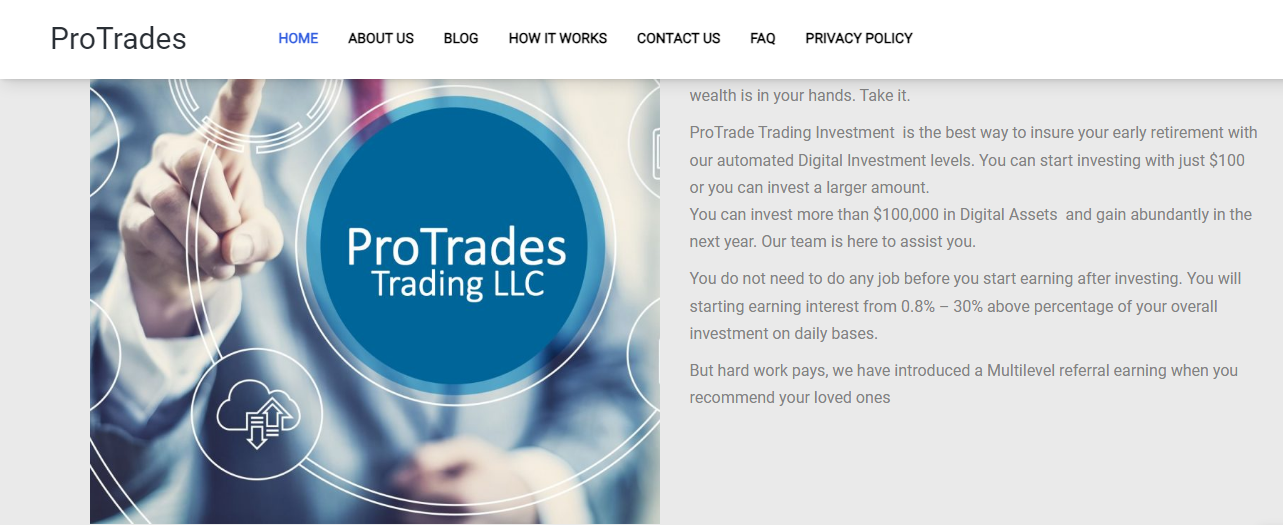 ProTrades
HOME ABOUT US BLOG HOW IT WORKS CONTACT US FAQ PRIVACY POLICY
ProTrades
Trading LLC
wealth is in your hands. Take it.
ProTrade Trading Investment  is the best way to insure your early retirement with
our automated Digital Investment levels. You can start investing with just $100
or you can invest a larger amount.
You can invest more than $100,000 in Digital Assets  and gain abundantly in the
next year. Our team is here to assist you.
You do not need to do any job before you start earning after investing. You will
starting earning interest from 0.8% – 30% above percentage of your overall
investment on daily bases.
But hard work pays, we have introduced a Multilevel referral earning when you
recommend your loved ones